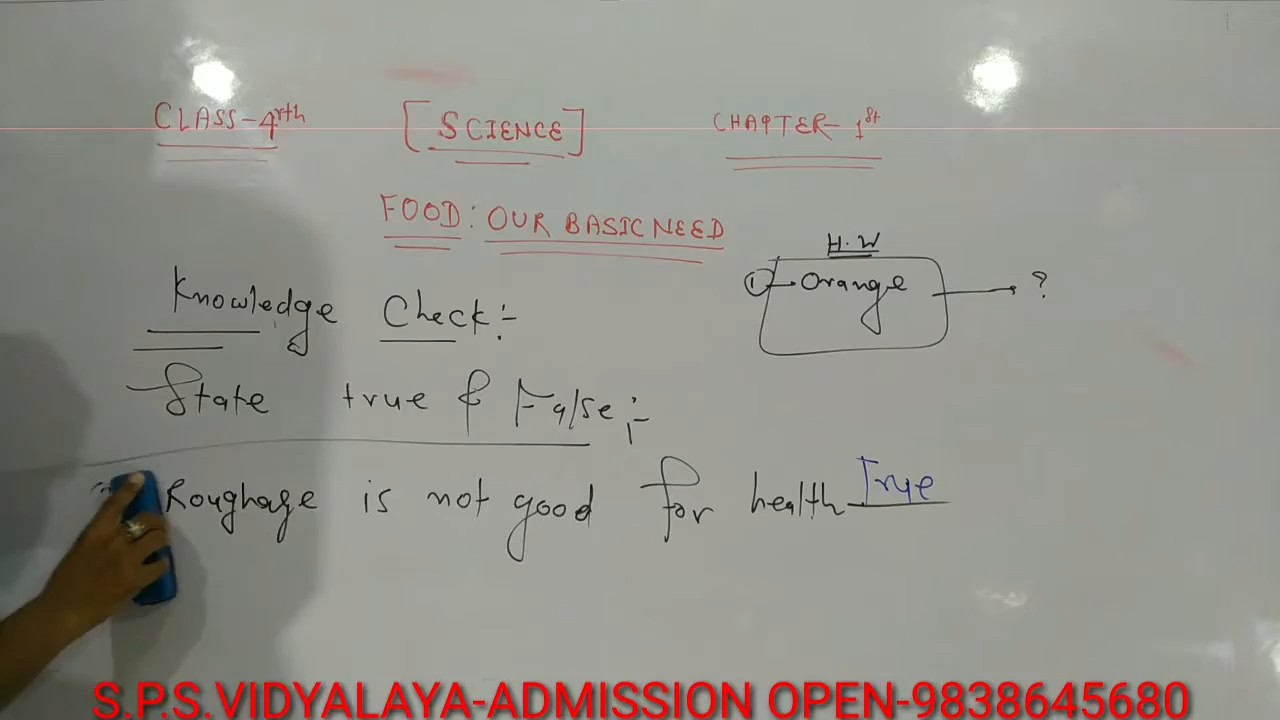 CLASS-4rth [SCIENCE] CHAPTER-1st
FOOD: OUR BASIC NEED
H.W
Knowledge Check:-
① → Orange → ?
State true & False;-
Roughage is not good for health True
S.P.S.VIDYALAYA-ADMISSION OPEN-9838645680